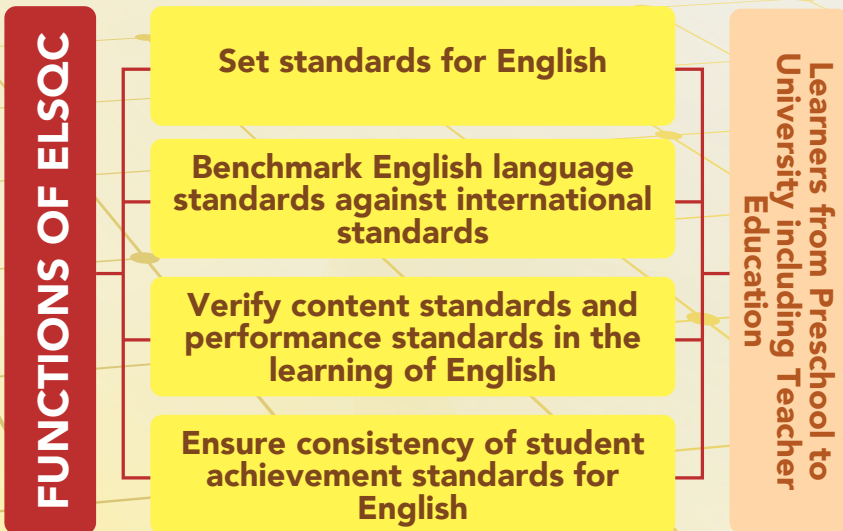 FUNCTIONS OF ELSQC
Set standards for English
Benchmark English language
standards against international
standards
Verify content standards and
performance standards in the
learning of English
Ensure consistency of student
achievement standards for
English
Learners from Preschool to
University including Teacher
Education